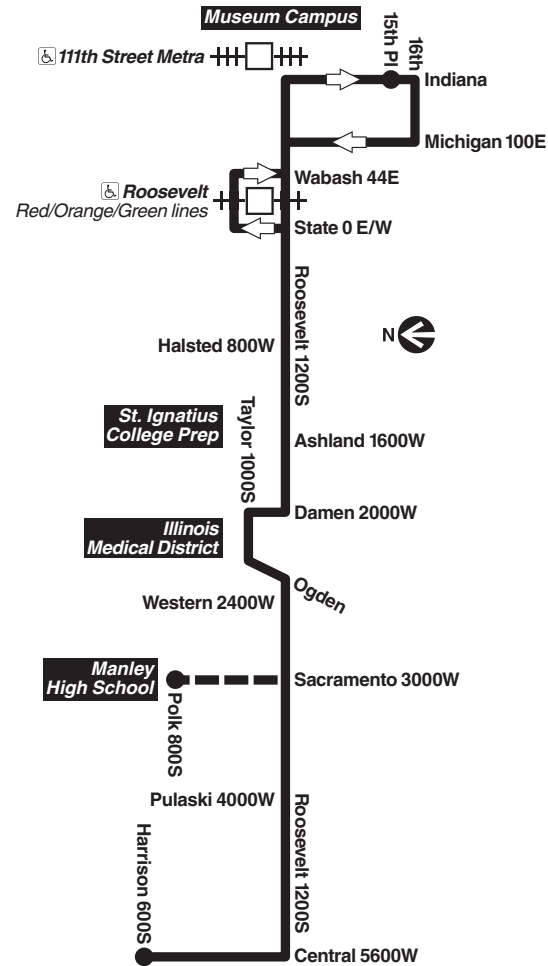 Museum Campus
111th Street Metra
15th Pl
16th
Indiana
Michigan 100E
Wabash 44E
Roosevelt
Red/Orange/Green lines
State 0 E/W
Roosevelt 1200S
N
Halsted 800W
St. Ignatius
College Prep
Taylor 1000S
Ashland 1600W
Damen 2000W
Illinois
Medical District
Ogden
Western 2400W
Manley
High School
Sacramento 3000W
Polk 800S
Pulaski 4000W
Roosevelt 1200S
Harrison 600S
Central 5600W